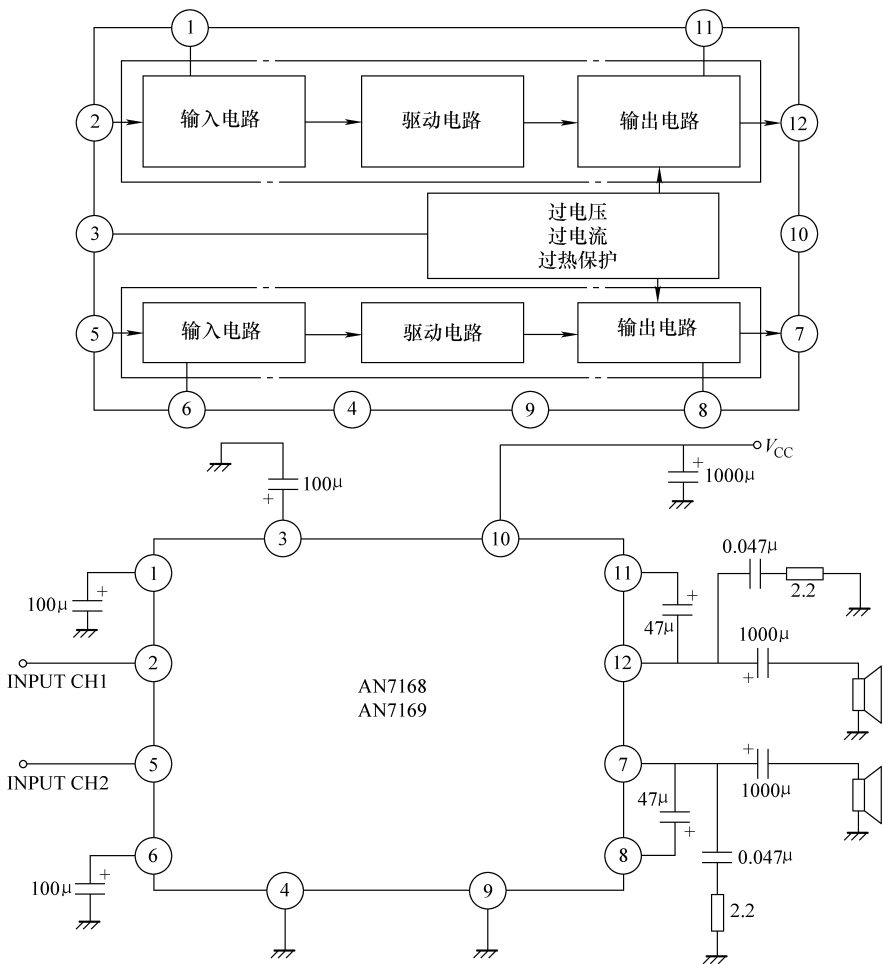 1
11
2
输入电路
驱动电路
输出电路
12
3
过电压
过电流
过热保护
10
5
输入电路
驱动电路
输出电路
7
6
4
9
8
100μ
+
+
1000μ
VCC
3
10
1
11
0.047μ
2.2
100μ
+
47μ
+
1000μ
+
2
12
INPUT CH1
AN7168
AN7169
5
7
INPUT CH2
+
1000μ
47μ
+
6
8
100μ
+
0.047μ
4
9
2.2